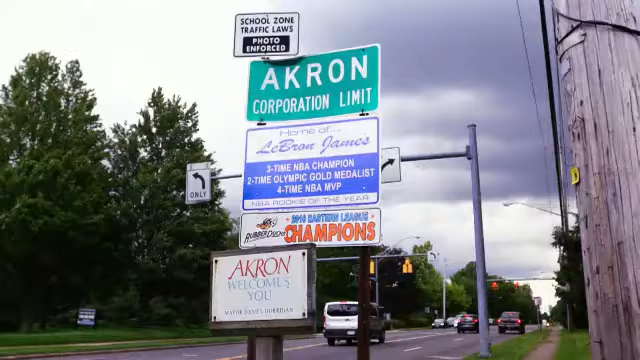 SCHOOL ZONE
TRAFFIC LAWS
PHOTO
ENFORCED
AKRON
CORPORATION LIMIT
Home of...
LeBron James
3-TIME NBA CHAMPION
2-TIME OLYMPIC GOLD MEDALIST
4-TIME NBA MVP
NBA ROOKIE OF THE YEAR
ONLY
RUBBERDUCKS
2016 EASTERN LEAGUE
CHAMPIONS
AKRON
WELCOMES
YOU
MAYOR DANIEL HORRIGAN